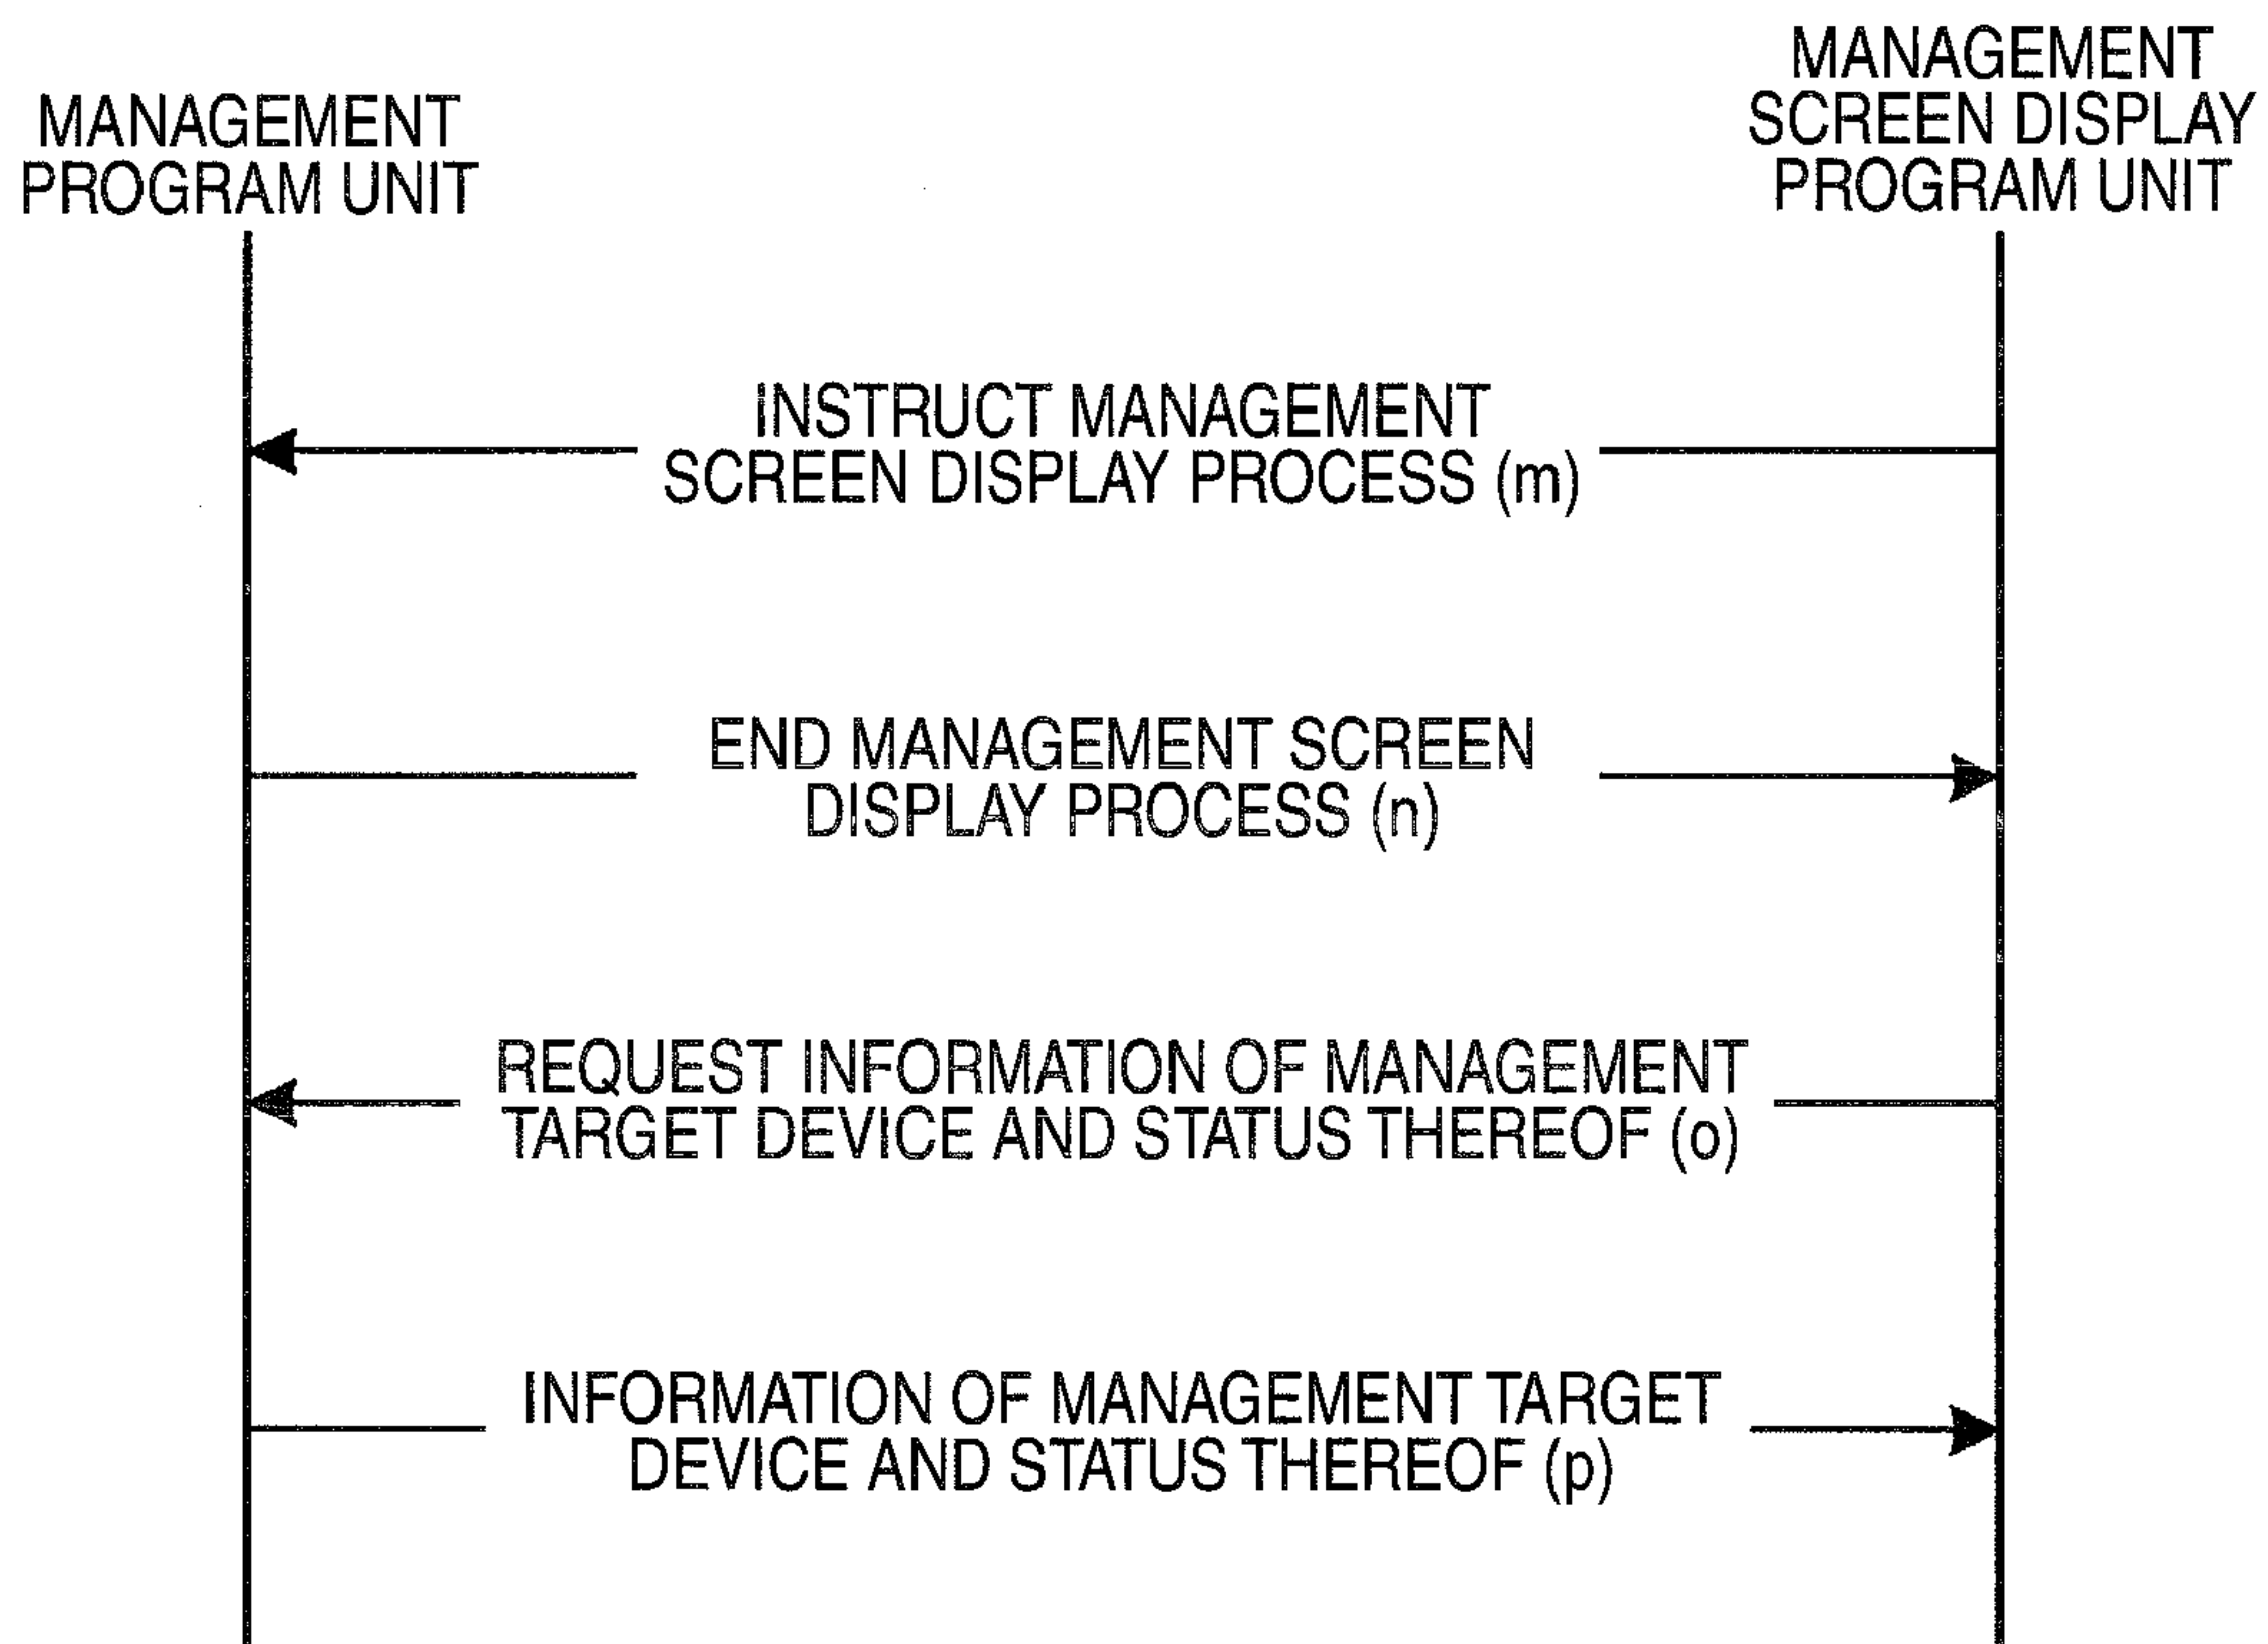 MANAGEMENT
PROGRAM UNIT
MANAGEMENT
SCREEN DISPLAY
PROGRAM UNIT
INSTRUCT MANAGEMENT
SCREEN DISPLAY PROCESS (m)
END MANAGEMENT SCREEN
DISPLAY PROCESS (n)
REQUEST INFORMATION OF MANAGEMENT
TARGET DEVICE AND STATUS THEREOF (o)
INFORMATION OF MANAGEMENT TARGET
DEVICE AND STATUS THEREOF (p)